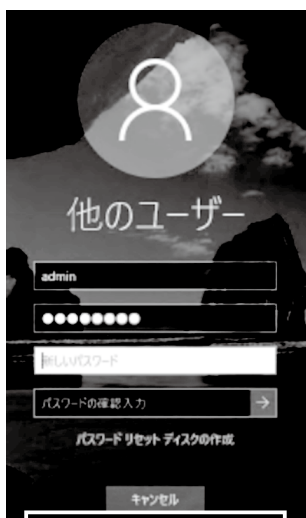 他のユーザー
admin
●●●●●●●●
新しいパスワード
パスワードの確認入力
パスワード リセット ディスクの作成
キャンセル